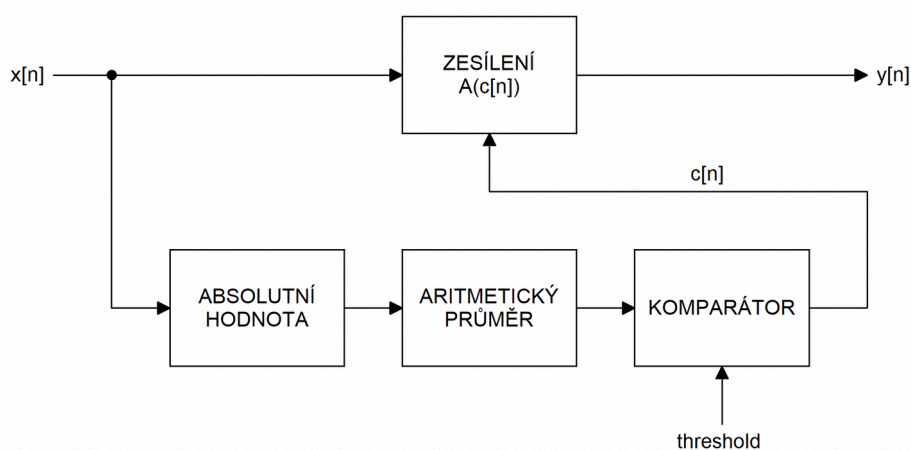 x[n]
ZESÍLENÍ
A(c[n])
y[n]
c[n]
ABSOLUTNÍ
HODNOTA
ARITMETICKÝ
PRŮMĚR
KOMPARÁTOR
threshold